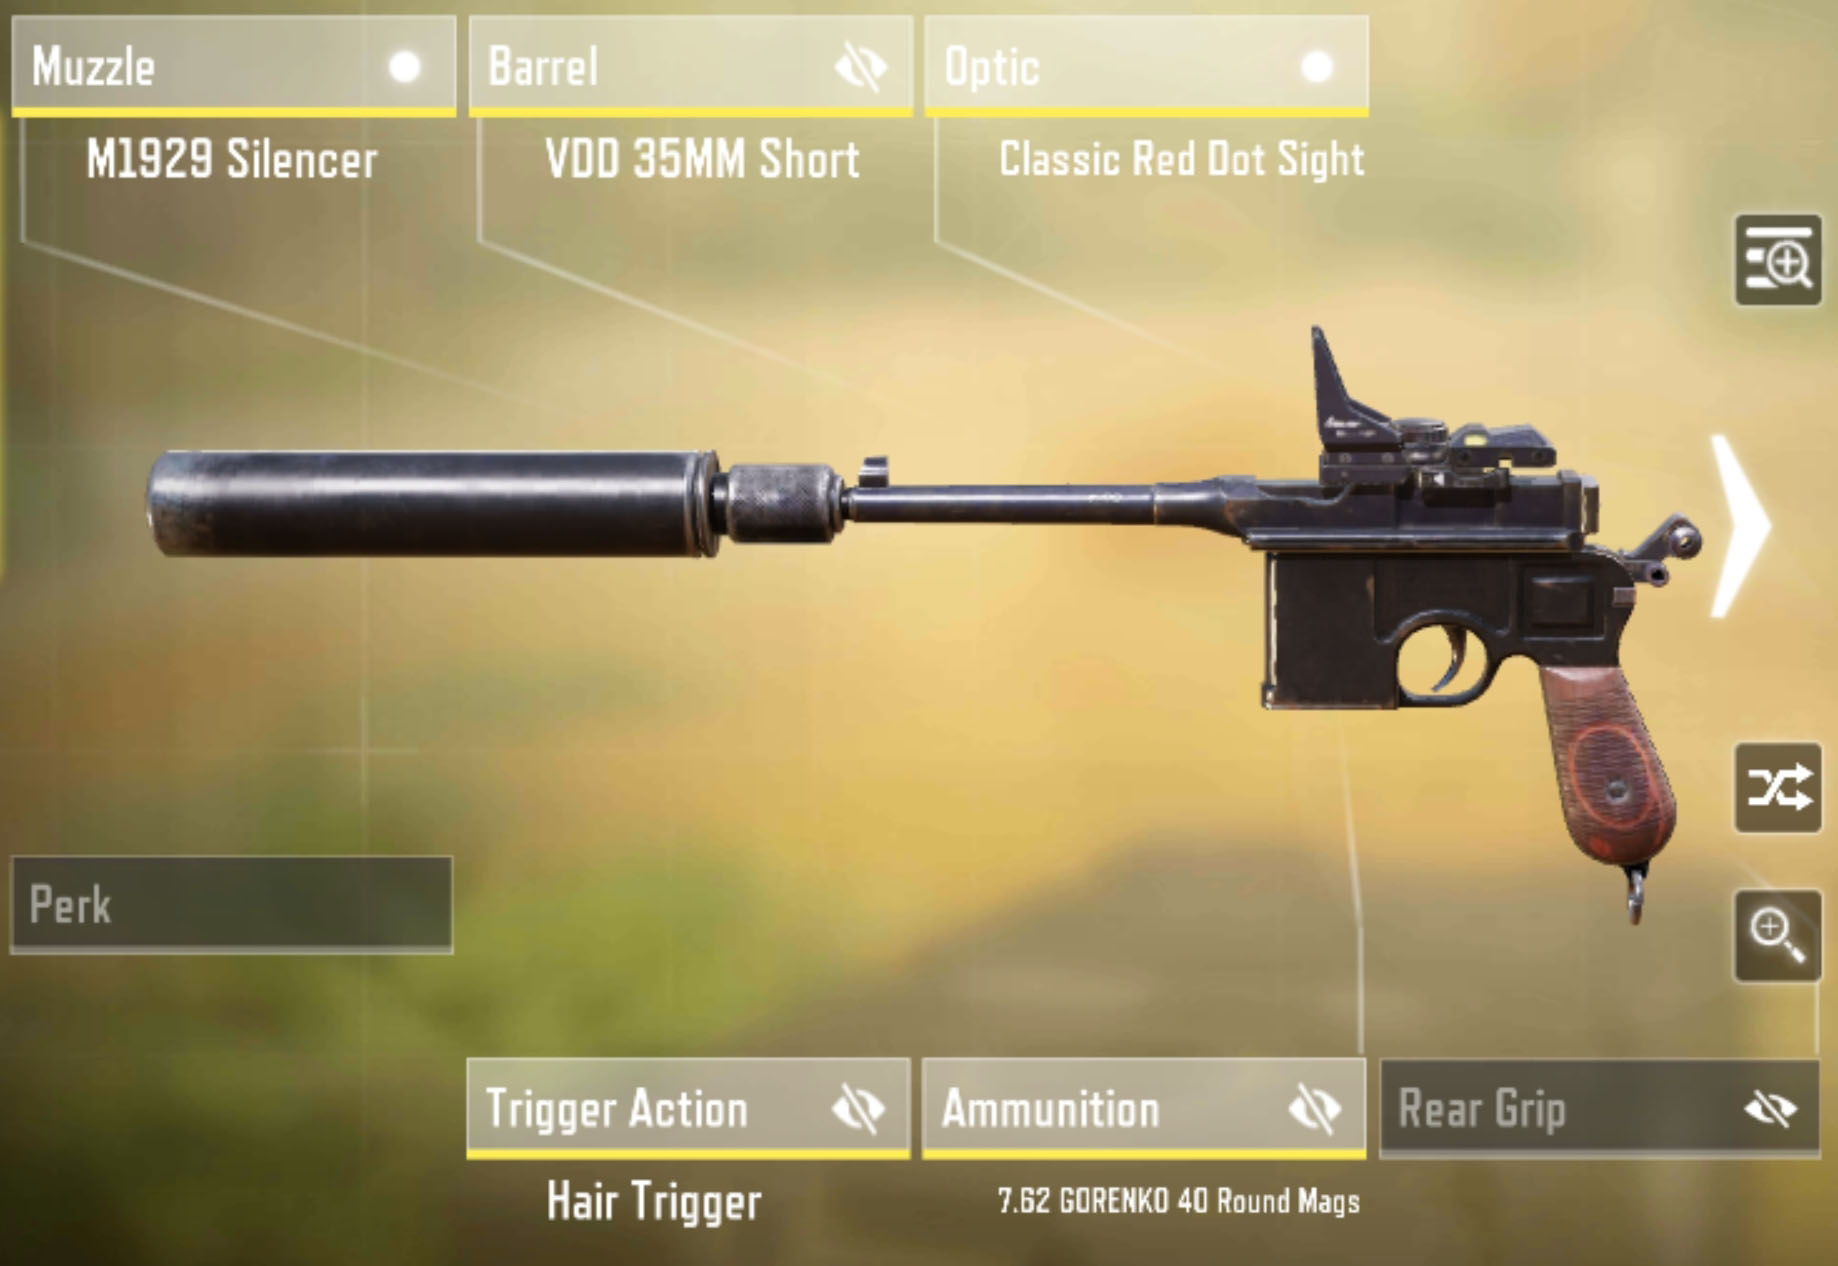 Muzzle
Barrel
Optic
M1929 Silencer
VDD 35MM Short
Classic Red Dot Sight
Perk
Trigger Action
Ammunition
Rear Grip
Hair Trigger
7.62 GORENKO 40 Round Mags